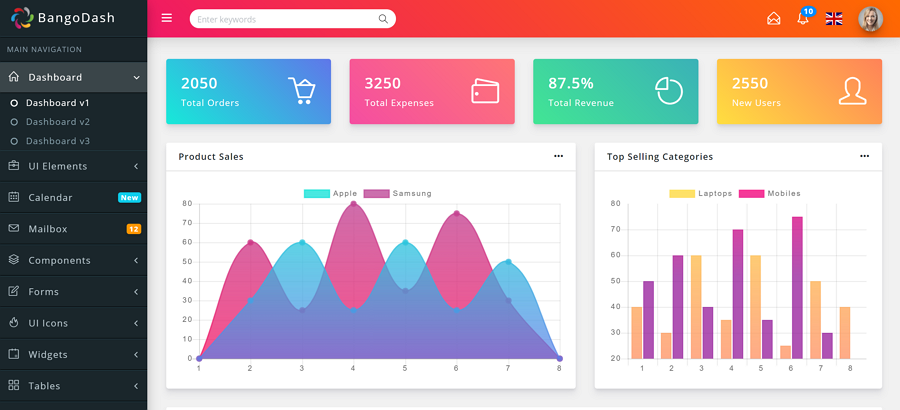 BangoDash
Enter keywords
10
MAIN NAVIGATION
Dashboard
Dashboard v1
Dashboard v2
Dashboard v3
UI Elements
Calendar New
Mailbox 12
Components
Forms
UI Icons
Widgets
Tables
2050
Total Orders
3250
Total Expenses
87.5%
Total Revenue
2550
New Users
Product Sales
Apple Samsung
80
70
60
50
40
30
20
10
0
1 2 3 4 5 6 7 8
Top Selling Categories
Laptops Mobiles
80
70
60
50
40
30
20
1 2 3 4 5 6 7 8